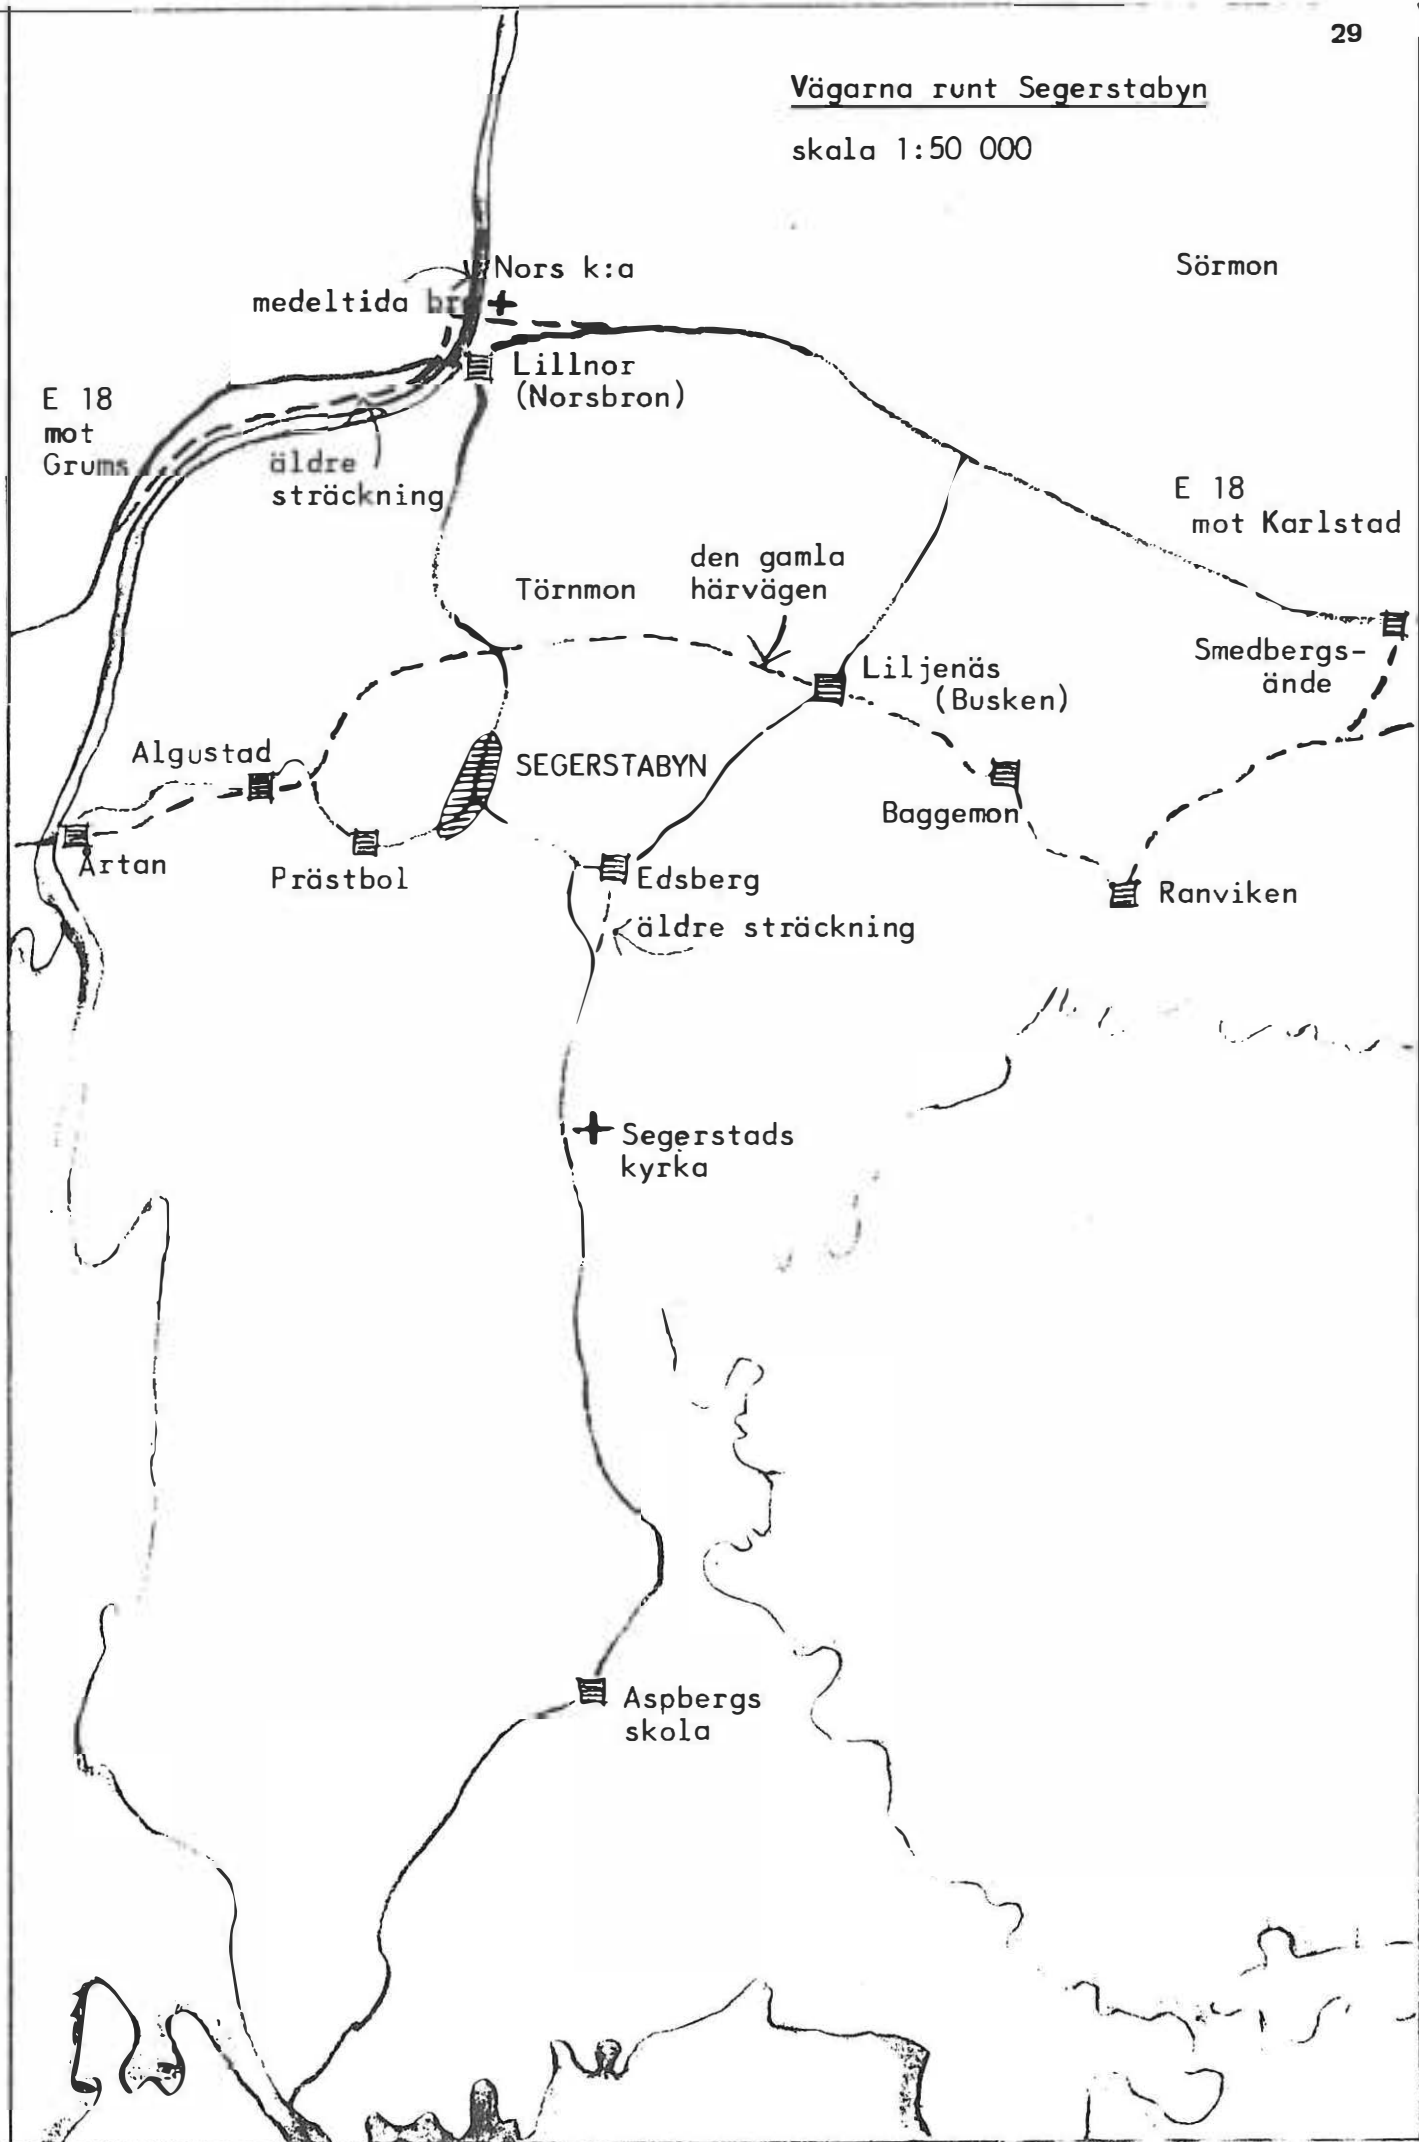 29
Vägarna runt Segerstabyn
skala 1:50 000
Sörmon
Nors k:a
medeltida bro
Lillnor
(Norsbron)
E 18
mot
Grums
äldre
sträckning
E 18
mot Karlstad
den gamla
härvägen
Törnmon
Smedbergs-
ände
Liljenäs
(Busken)
Algustad
SEGERSTABYN
Baggemon
Årtan
Prästbol
Edsberg
Ranviken
äldre sträckning
Segerstads
kyrka
Aspbergs
skola